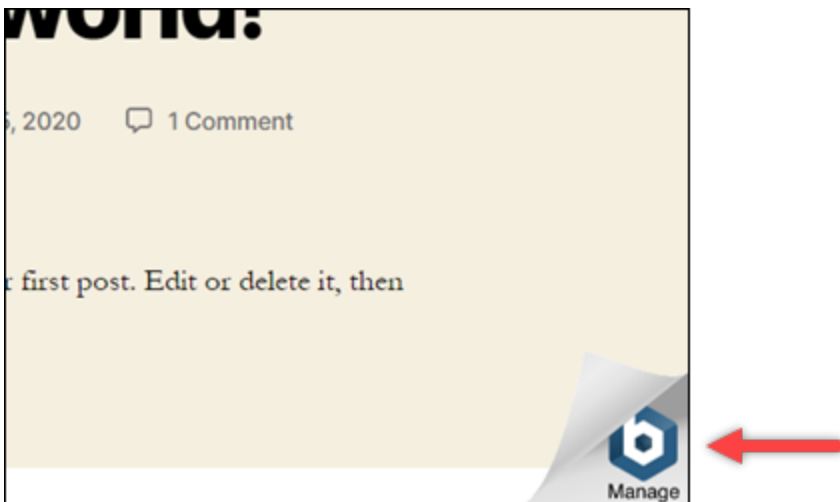 world!
, 2020 1 Comment
first post. Edit or delete it, then
Manage